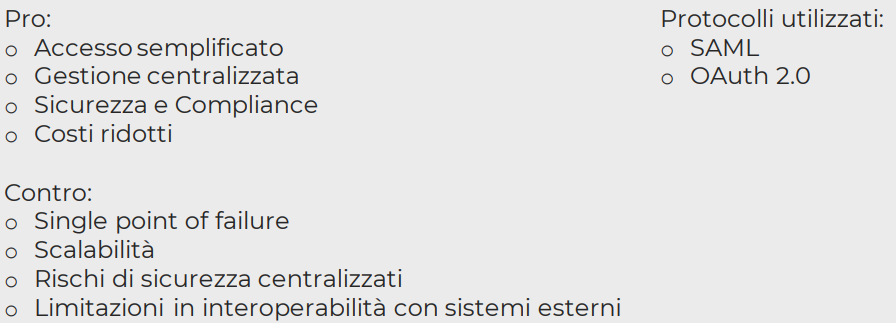 Pro:
o Accesso semplificato
o Gestione centralizzata
o Sicurezza e Compliance
o Costi ridotti
Contro:
o Single point of failure
o Scalabilità
o Rischi di sicurezza centralizzati
o Limitazioni in interoperabilità con sistemi esterni
Protocolli utilizzati:
o SAML
o OAuth 2.0